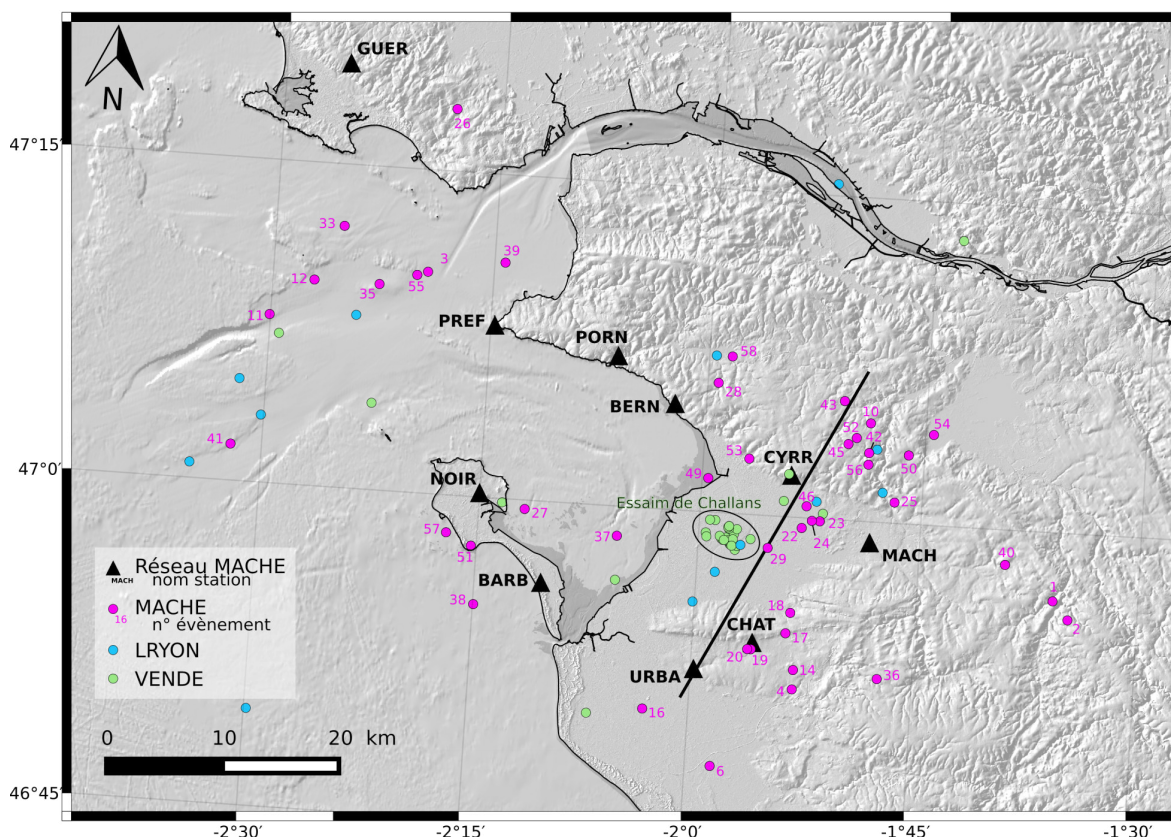 GUER
N
26
47°15′
33
39
3
12
55
35
11
PREF
PORN
58
28
BERN
43
10
52
42
54
41
45
53
CYRR
56
50
47°0′
49
NOIR
46
Essaim de Challans
25
27
23
57
22
24
37
51
29
MACH
Réseau MACHE
MACH nom station
BARB
40
1
MACHE
38
18
16 n° évènement
2
CHAT
17
LRYON
20
19
URBA
14
36
VENDE
4
16
0 10 20 km
6
46°45′
-2°30′
-2°15′
-2°0′
-1°45′
-1°30′